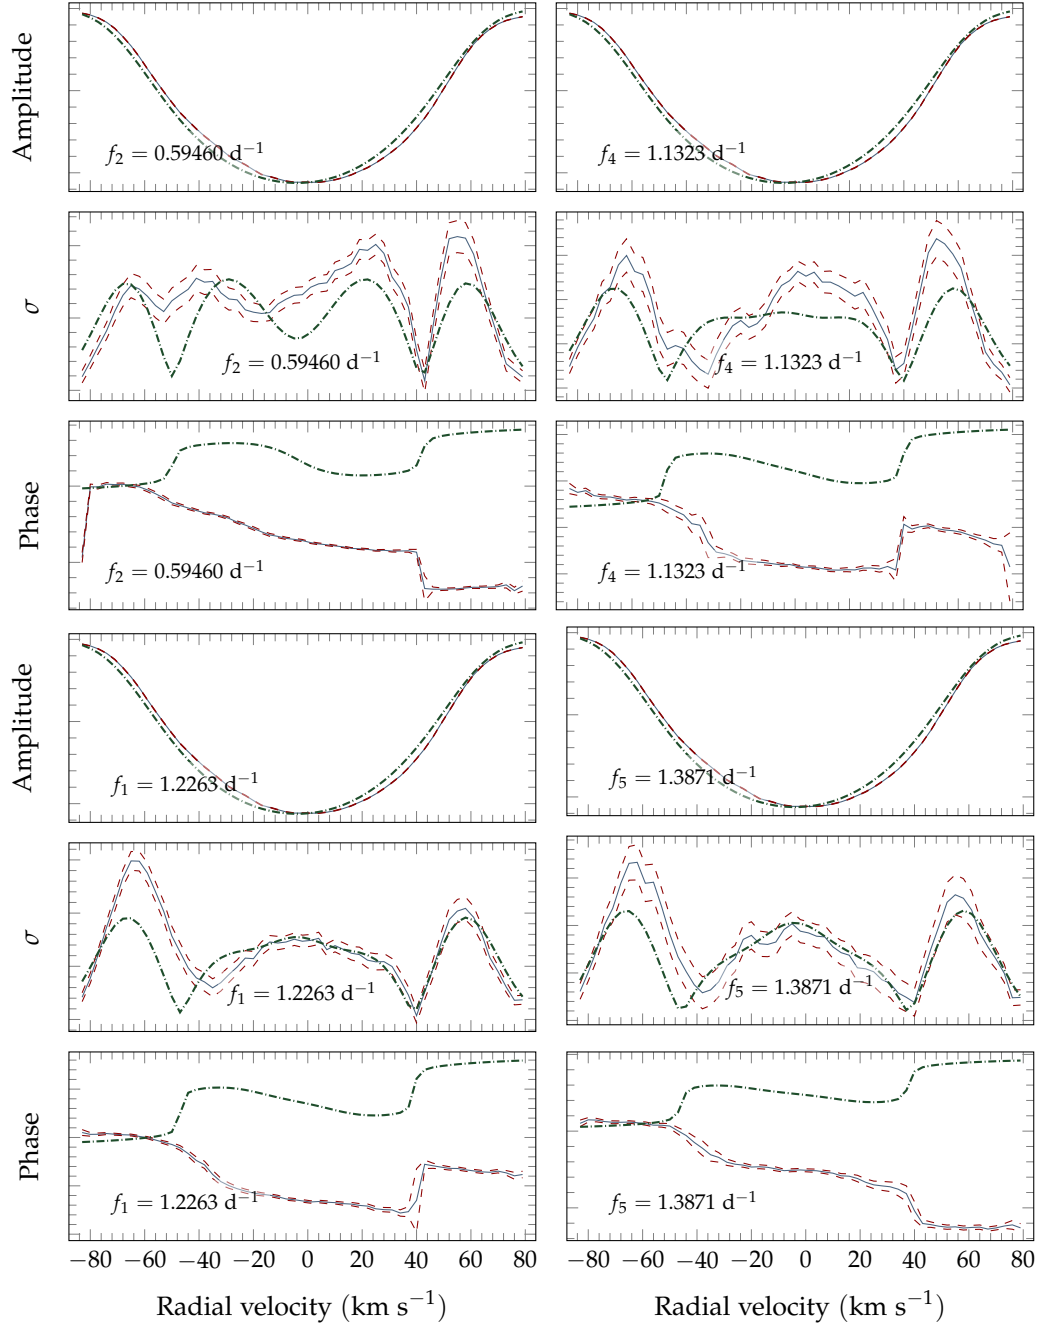 Amplitude
f₂ = 0.59460 d⁻¹
f₄ = 1.1323 d⁻¹
σ
f₂ = 0.59460 d⁻¹
f₄ = 1.1323 d⁻¹
Phase
f₂ = 0.59460 d⁻¹
f₄ = 1.1323 d⁻¹
Amplitude
f₁ = 1.2263 d⁻¹
f₅ = 1.3871 d⁻¹
σ
f₁ = 1.2263 d⁻¹
f₅ = 1.3871 d⁻¹
Phase
f₁ = 1.2263 d⁻¹
f₅ = 1.3871 d⁻¹
−80 −60 −40 −20 0 20 40 60 80
−80 −60 −40 −20 0 20 40 60 80
Radial velocity (km s⁻¹)
Radial velocity (km s⁻¹)